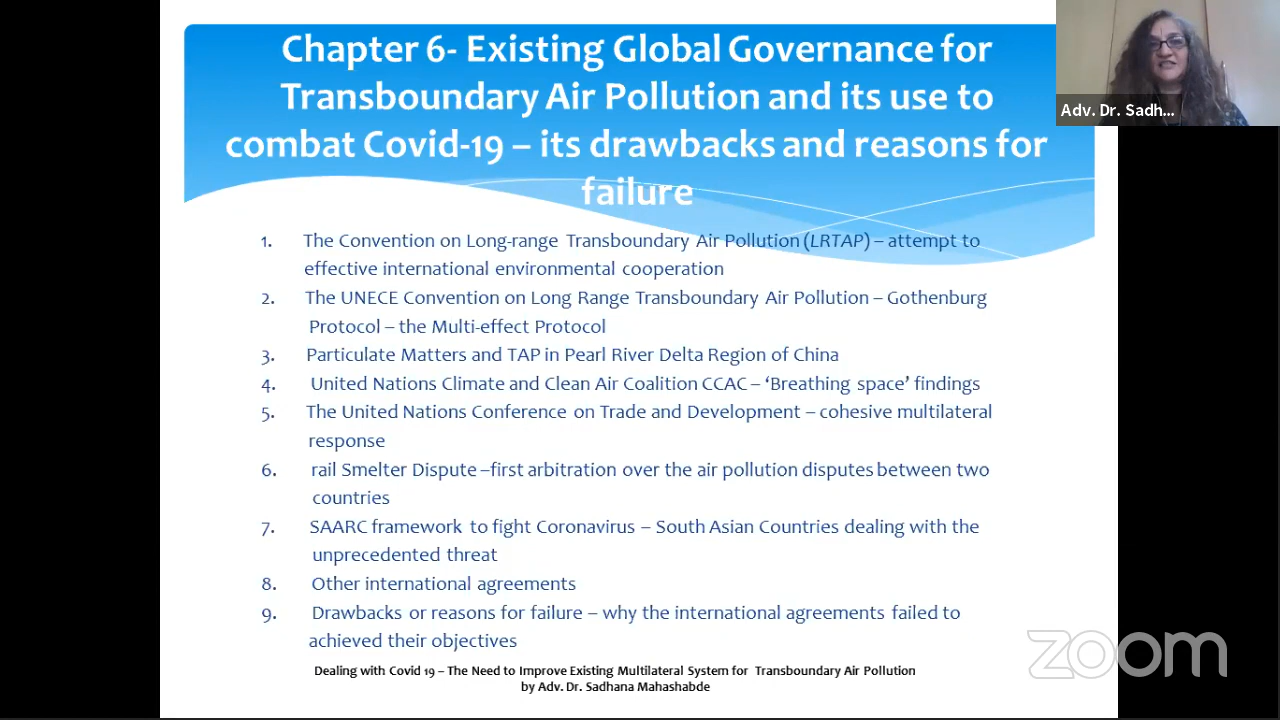 Chapter 6- Existing Global Governance for
Transboundary Air Pollution and its use to
combat Covid-19 – its drawbacks and reasons for
failure
Adv. Dr. Sadh...
1. The Convention on Long-range Transboundary Air Pollution (LRTAP) – attempt to
effective international environmental cooperation
2. The UNECE Convention on Long Range Transboundary Air Pollution – Gothenburg
Protocol – the Multi-effect Protocol
3. Particulate Matters and TAP in Pearl River Delta Region of China
4. United Nations Climate and Clean Air Coalition CCAC – ‘Breathing space’ findings
5. The United Nations Conference on Trade and Development – cohesive multilateral
response
6. rail Smelter Dispute –first arbitration over the air pollution disputes between two
countries
7. SAARC framework to fight Coronavirus – South Asian Countries dealing with the
unprecedented threat
8. Other international agreements
9. Drawbacks or reasons for failure – why the international agreements failed to
achieved their objectives
Dealing with Covid 19 – The Need to Improve Existing Multilateral System for Transboundary Air Pollution
by Adv. Dr. Sadhana Mahashabde
zoom